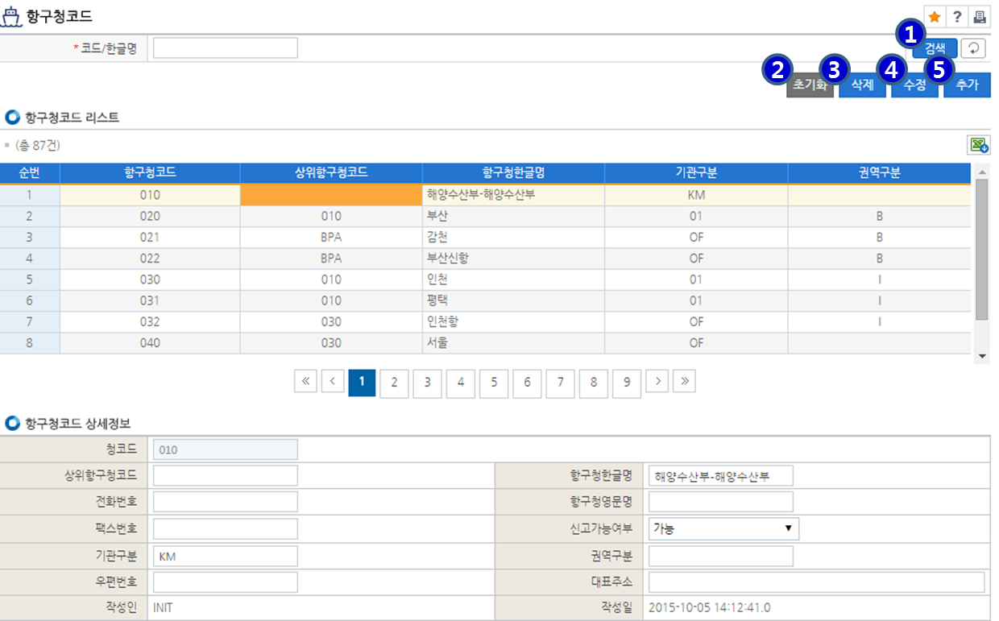 항구청코드
?
*코드/한글명
1 검색
2 초기화 3 삭제 4 수정 5 추가
항구청코드 리스트
(총 87건)
순번 항구청코드 상위항구청코드 항구청한글명 기관구분 권역구분
1 010 해양수산부-해양수산부 KM
2 020 010 부산 01 B
3 021 BPA 감천 OF B
4 022 BPA 부산신항 OF B
5 030 010 인천 01 I
6 031 010 평택 01 I
7 032 030 인천항 OF I
8 040 030 서울 OF
« < 1 2 3 4 5 6 7 8 9 > »
항구청코드 상세정보
청코드 010
상위항구청코드 항구청한글명 해양수산부-해양수산부
전화번호 항구청영문명
팩스번호 신고가능여부 가능
기관구분 KM 권역구분
우편번호 대표주소
작성인 INIT 작성일 2015-10-05 14:12:41.0